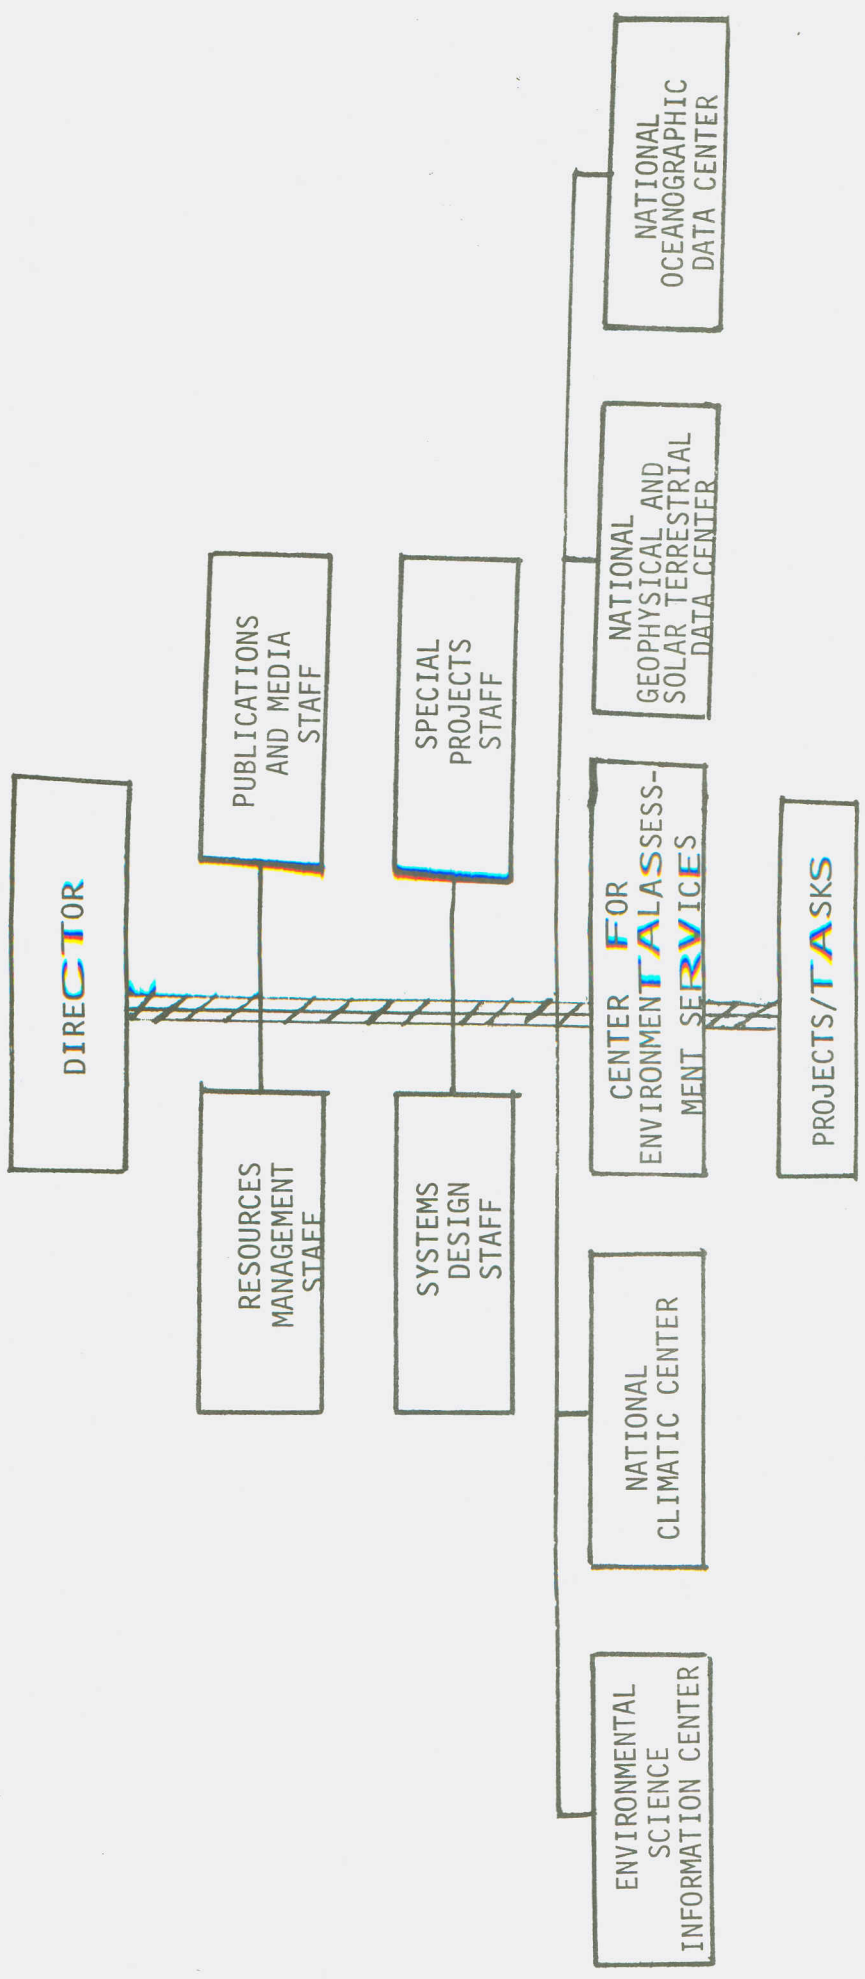 DIRECTOR
RESOURCES
MANAGEMENT
STAFF
PUBLICATIONS
AND MEDIA
STAFF
SYSTEMS
DESIGN
STAFF
SPECIAL
PROJECTS
STAFF
ENVIRONMENTAL
SCIENCE
INFORMATION CENTER
NATIONAL
CLIMATIC CENTER
CENTER FOR
ENVIRONMENTALASSESS-
MENT SERVICES
NATIONAL
GEOPHYSICAL AND
SOLAR TERRESTRIAL
DATA CENTER
NATIONAL
OCEANOGRAPHIC
DATA CENTER
PROJECTS/TASKS